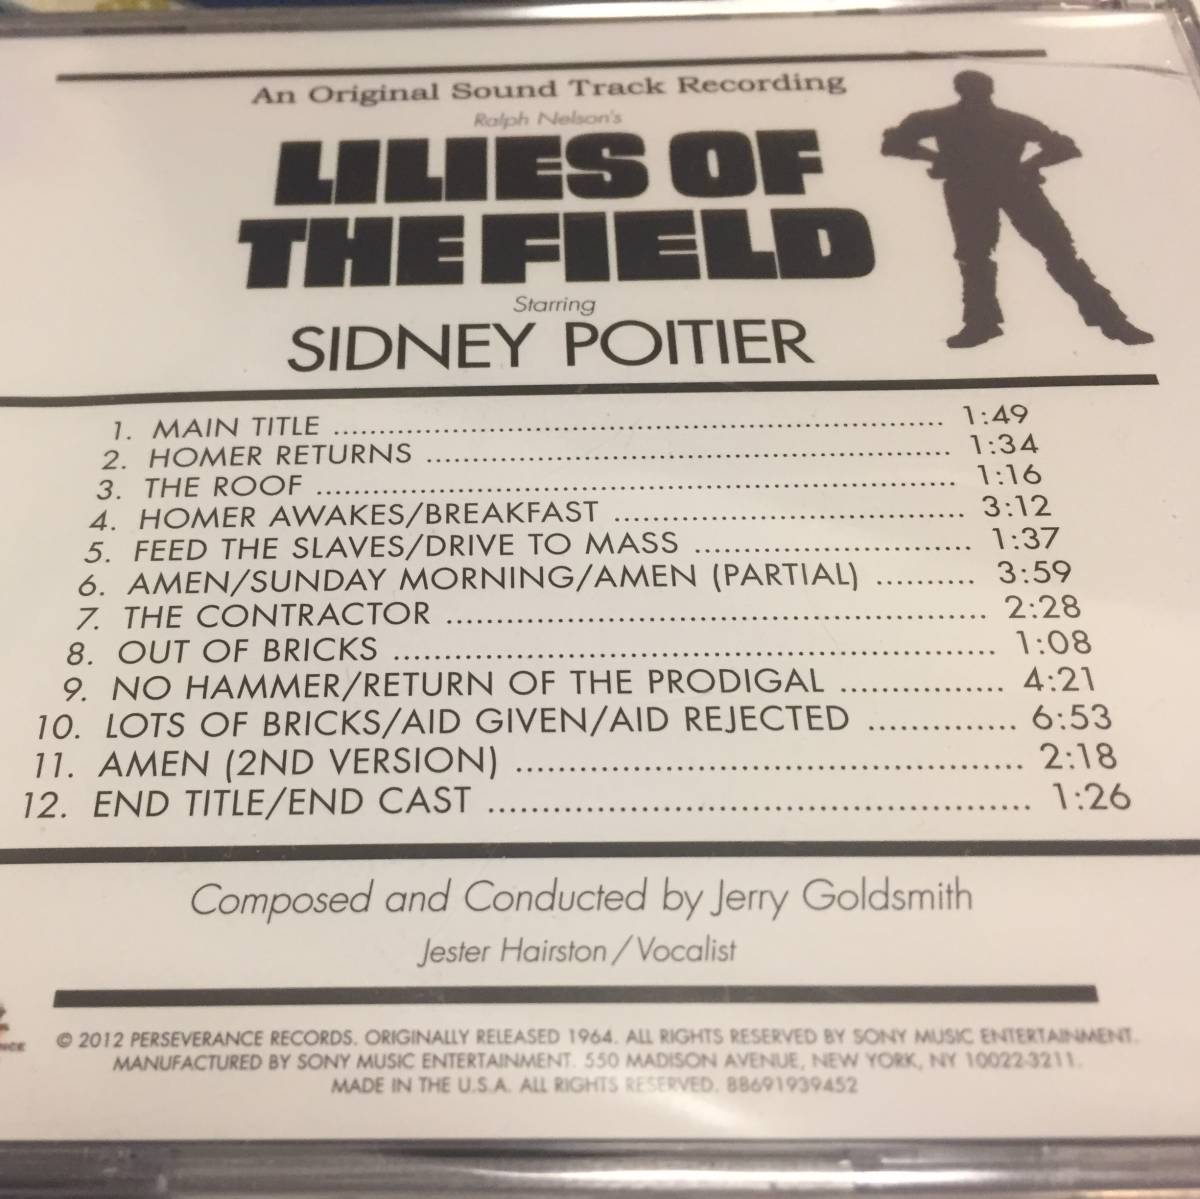 An Original Sound Track Recording
Ralph Nelson's
LILIES OF
THE FIELD
Starring
SIDNEY POITIER
1. MAIN TITLE ........ 1:49
2. HOMER RETURNS ........ 1:34
3. THE ROOF ........ 1:16
4. HOMER AWAKES/BREAKFAST ........ 3:12
5. FEED THE SLAVES/DRIVE TO MASS ........ 1:37
6. AMEN/SUNDAY MORNING/AMEN (PARTIAL) ........ 3:59
7. THE CONTRACTOR ........ 2:28
8. OUT OF BRICKS ........ 1:08
9. NO HAMMER/RETURN OF THE PRODIGAL ........ 4:21
10. LOTS OF BRICKS/AID GIVEN/AID REJECTED ........ 6:53
11. AMEN (2ND VERSION) ........ 2:18
12. END TITLE/END CAST ........ 1:26
Composed and Conducted by Jerry Goldsmith
Jester Hairston/Vocalist
© 2012 PERSEVERANCE RECORDS. ORIGINALLY RELEASED 1964. ALL RIGHTS RESERVED BY SONY MUSIC ENTERTAINMENT.
MANUFACTURED BY SONY MUSIC ENTERTAINMENT. 550 MADISON AVENUE, NEW YORK, NY 10022-3211.
MADE IN THE U.S.A. ALL RIGHTS RESERVED. 88691939452